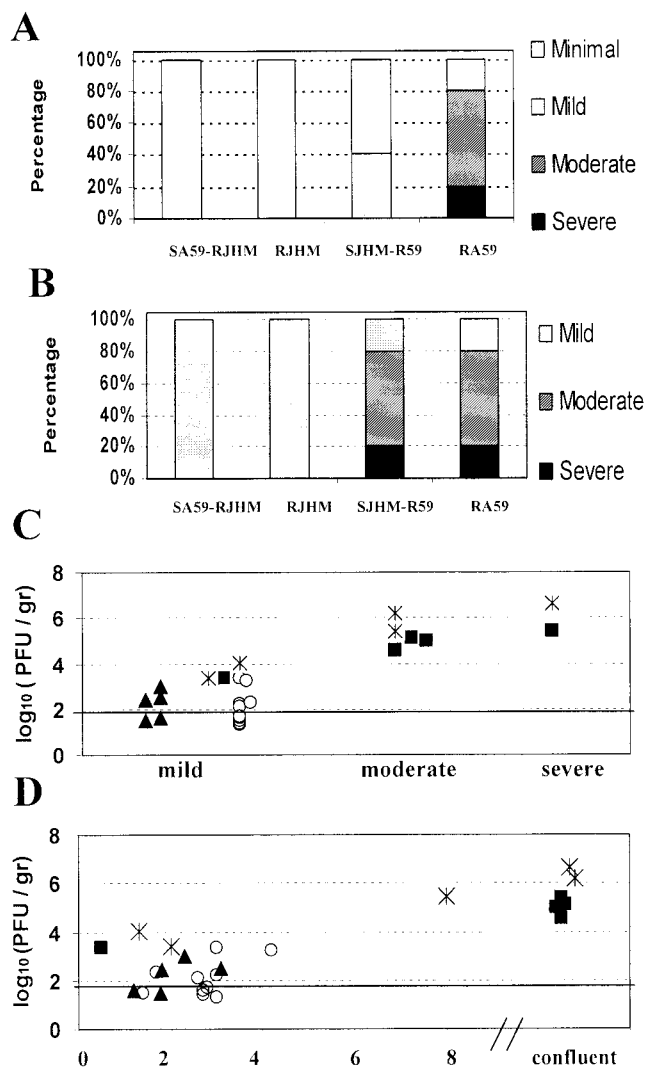 A
100%
80%
60%
40%
20%
0%
Percentage
SA59-RJHM RJHM SJHM-R59 RA59
Minimal
Mild
Moderate
Severe
B
100%
80%
60%
40%
20%
0%
Percentage
SA59-RJHM RJHM SJHM-R59 RA59
Mild
Moderate
Severe
C
8
6
4
2
0
log10 ( PFU / gr)
mild moderate severe
D
8
6
4
2
0
log10 (PFU / gr)
0 2 4 6 8 // confluent